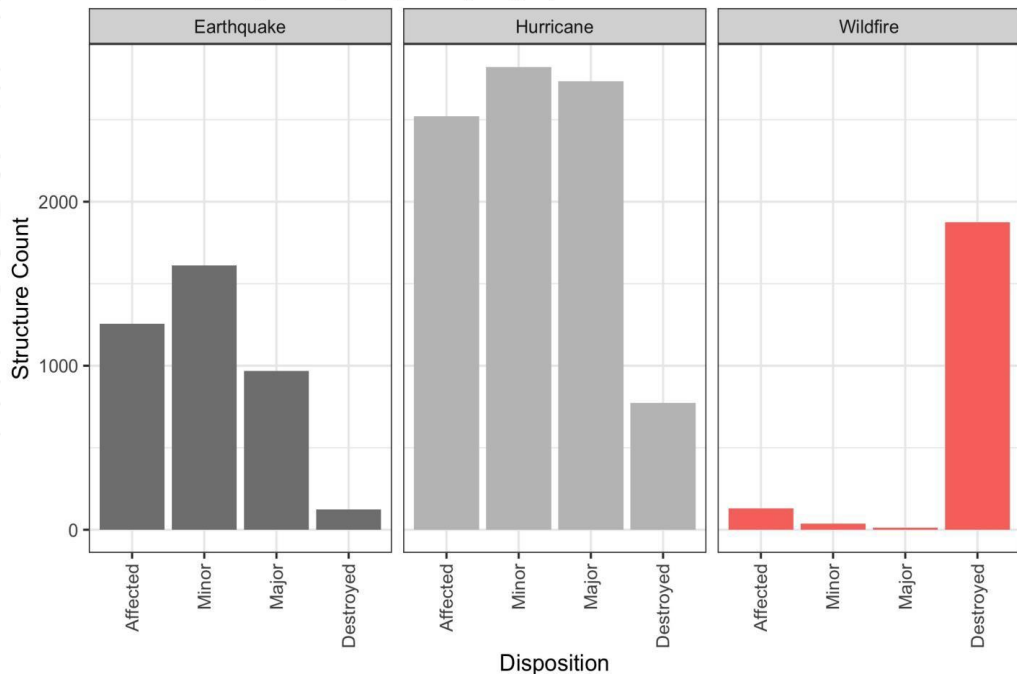 Earthquake Hurricane Wildfire
Structure Count
2000
1000
0
Affected Minor Major Destroyed Affected Minor Major Destroyed Affected Minor Major Destroyed
Disposition